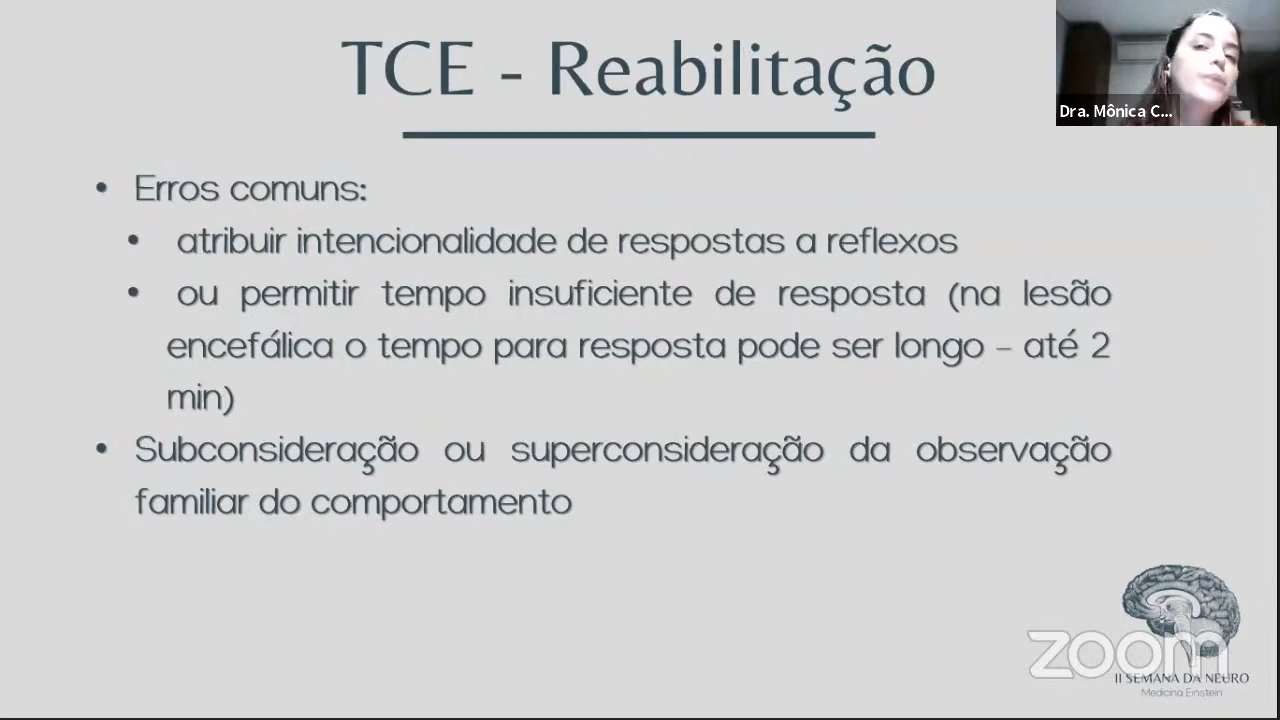 TCE - Reabilitação
Dra. Mônica C...
• Erros comuns:
• atribuir intencionalidade de respostas a reflexos
• ou permitir tempo insuficiente de resposta (na lesão
encefálica o tempo para resposta pode ser longo – até 2
min)
• Subconsideração ou superconsideração da observação
familiar do comportamento
zoom
II SEMANA DA NEURO
Medicina Einstein